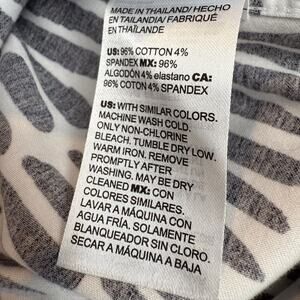 MADE IN THAILAND/ HECHO
EN TAILANDIA/ FABRIQUÉ
EN THAÏLANDE
US: 96% COTTON 4%
SPANDEX MX: 96%
ALGODÓN 4% elastano CA:
96% COTON 4% SPANDEX
US: WITH SIMILAR COLORS.
MACHINE WASH COLD.
ONLY NON-CHLORINE
BLEACH. TUMBLE DRY LOW.
WARM IRON. REMOVE
PROMPTLY AFTER
WASHING. MAY BE DRY
CLEANED MX: CON
COLORES SIMILARES.
LAVAR A MÁQUINA CON
AGUA FRÍA. SOLAMENTE
BLANQUEADOR SIN CLORO.
SECAR A MÁQUINA A BAJA